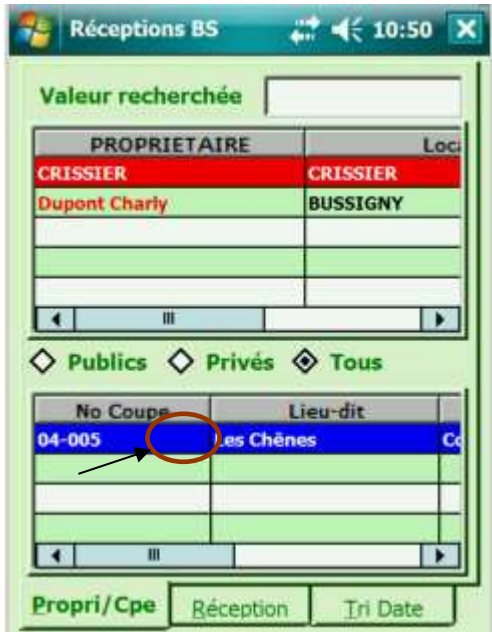 Réceptions BS 10:50
Valeur recherchée
PROPRIETAIRE Loca
CRISSIER CRISSIER
Dupont Charly BUSSIGNY
Publics Privés Tous
No Coupe Lieu-dit
04-005 Les Chênes Co
Propri/Cpe Réception Tri Date